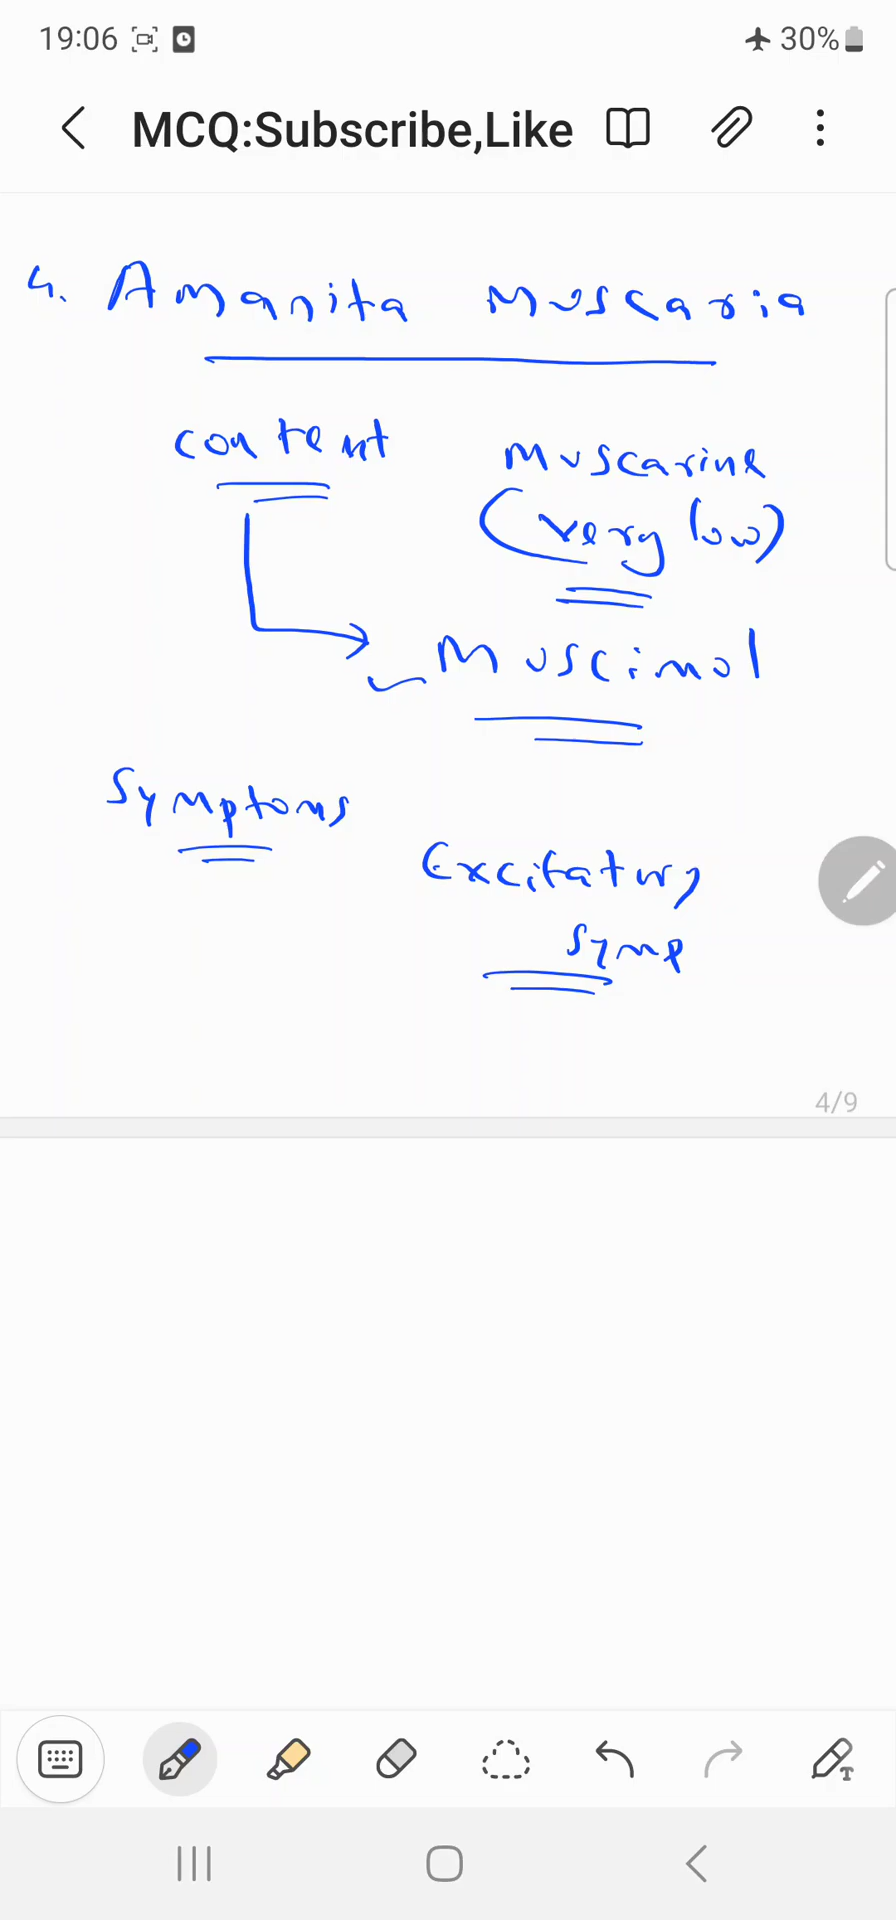 19:06 30%
MCQ:Subscribe,Like
4. Amanita Muscaria
content
Muscarine
(very low)
Muscimol
Symptoms
Excitatory
Symp
4/9